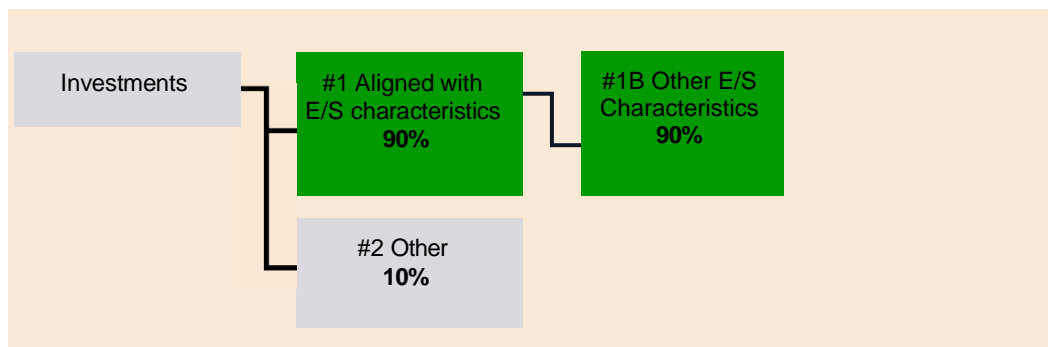 Investments
#1 Aligned with
E/S characteristics
90%
#1B Other E/S
Characteristics
90%
#2 Other
10%